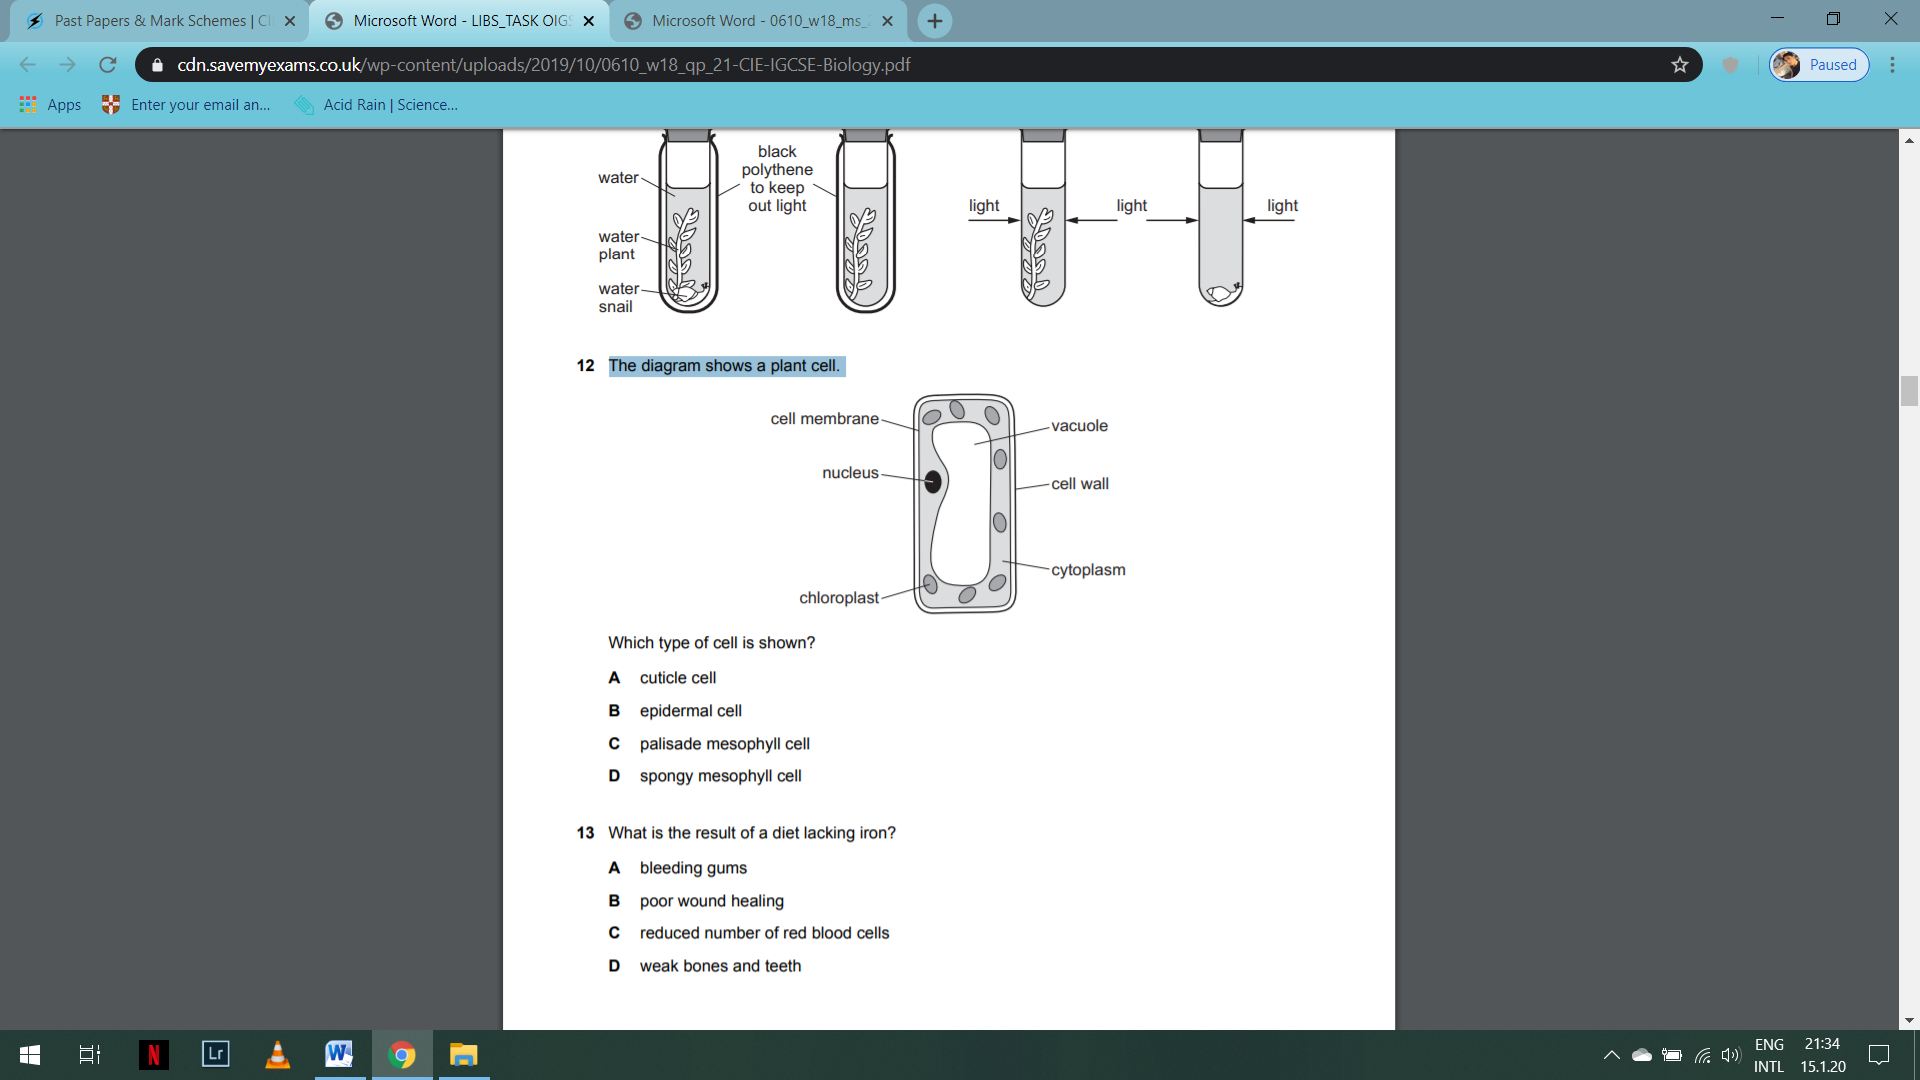 Past Papers & Mark Schemes | CI
Microsoft Word - LIBS_TASK OIGS
Microsoft Word - 0610_w18_ms_2
cdn.savemyexams.co.uk/wp-content/uploads/2019/10/0610_w18_qp_21-CIE-IGCSE-Biology.pdf
Paused
Apps
Enter your email an...
Acid Rain | Science...
water
water
plant
water
snail
black
polythene
to keep
out light
light
light
light
12 The diagram shows a plant cell.
cell membrane
nucleus
chloroplast
vacuole
cell wall
cytoplasm
Which type of cell is shown?
A cuticle cell
B epidermal cell
C palisade mesophyll cell
D spongy mesophyll cell
13 What is the result of a diet lacking iron?
A bleeding gums
B poor wound healing
C reduced number of red blood cells
D weak bones and teeth
N
Lr
W
ENG
INTL
21:34
15.1.20